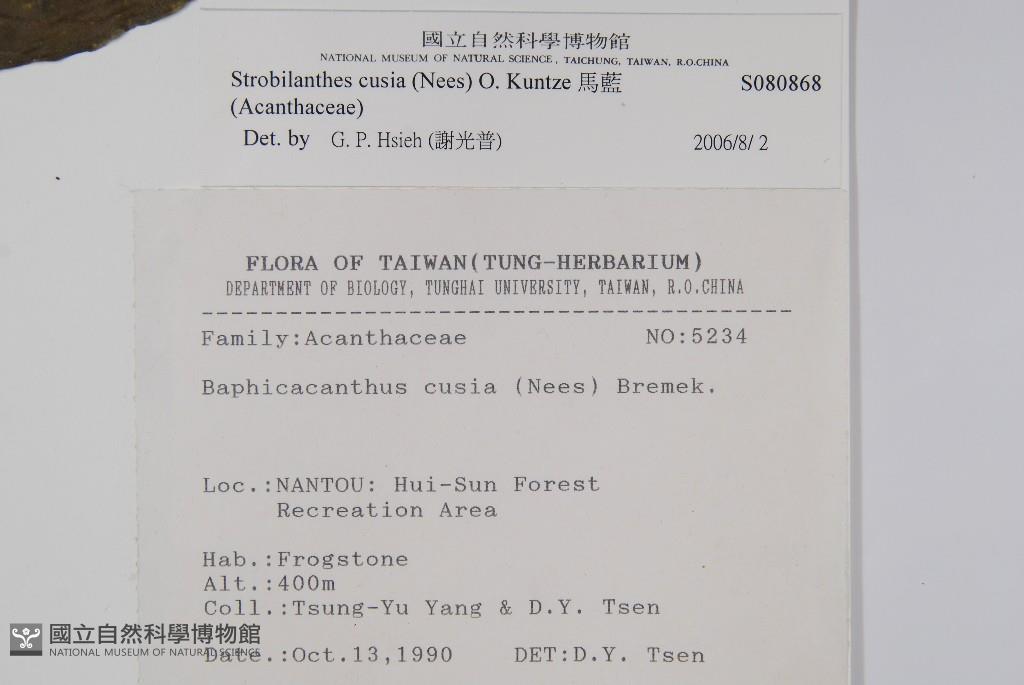 國立自然科學博物館
NATIONAL MUSEUM OF NATURAL SCIENCE, TAICHUNG, TAIWAN, R.O.CHINA
Strobilanthes cusia (Nees) O. Kuntze 馬藍 S080868
(Acanthaceae)
Det. by G. P. Hsieh (謝光普) 2006/8/ 2
FLORA OF TAIWAN(TUNG-HERBARIUM)
DEPARTMENT OF BIOLOGY, TUNGHAI UNIVERSITY, TAIWAN, R.O.CHINA
Family:Acanthaceae NO:5234
Baphicacanthus cusia (Nees) Bremek.
Loc.:NANTOU: Hui-Sun Forest
Recreation Area
Hab.:Frogstone
Alt.:400m
Coll.:Tsung-Yu Yang & D.Y. Tsen
Date.:Oct.13,1990 DET:D.Y. Tsen
國立自然科學博物館
NATIONAL MUSEUM OF NATURAL SCIENCE